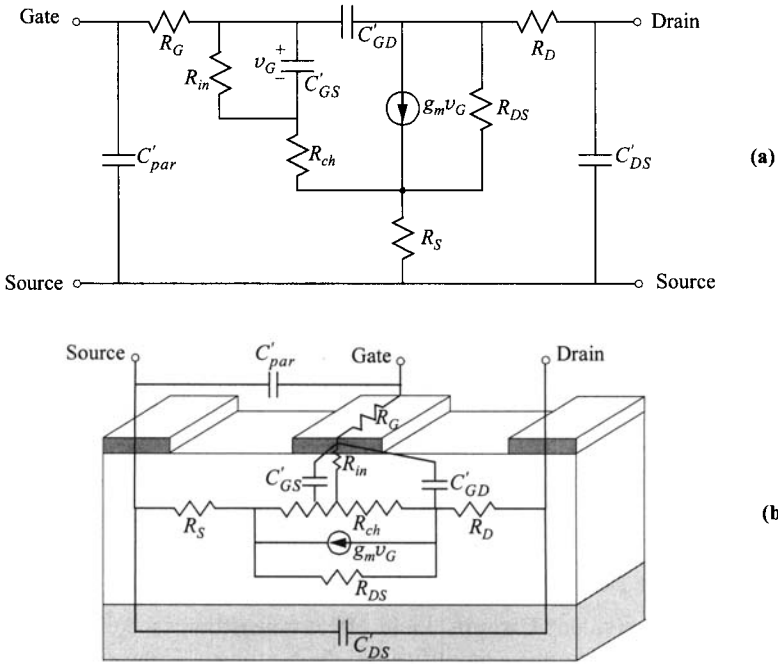 Gate
R_G
R_in
+
v_G
−
C'_GS
C'_GD
R_D
Drain
C'_par
R_ch
g_m v_G
R_DS
C'_DS
(a)
R_S
Source
Source
Source
C'_par
Gate
Drain
R_G
R_in
C'_GS
C'_GD
R_S
R_ch
R_D
g_m v_G
R_DS
C'_DS
(b